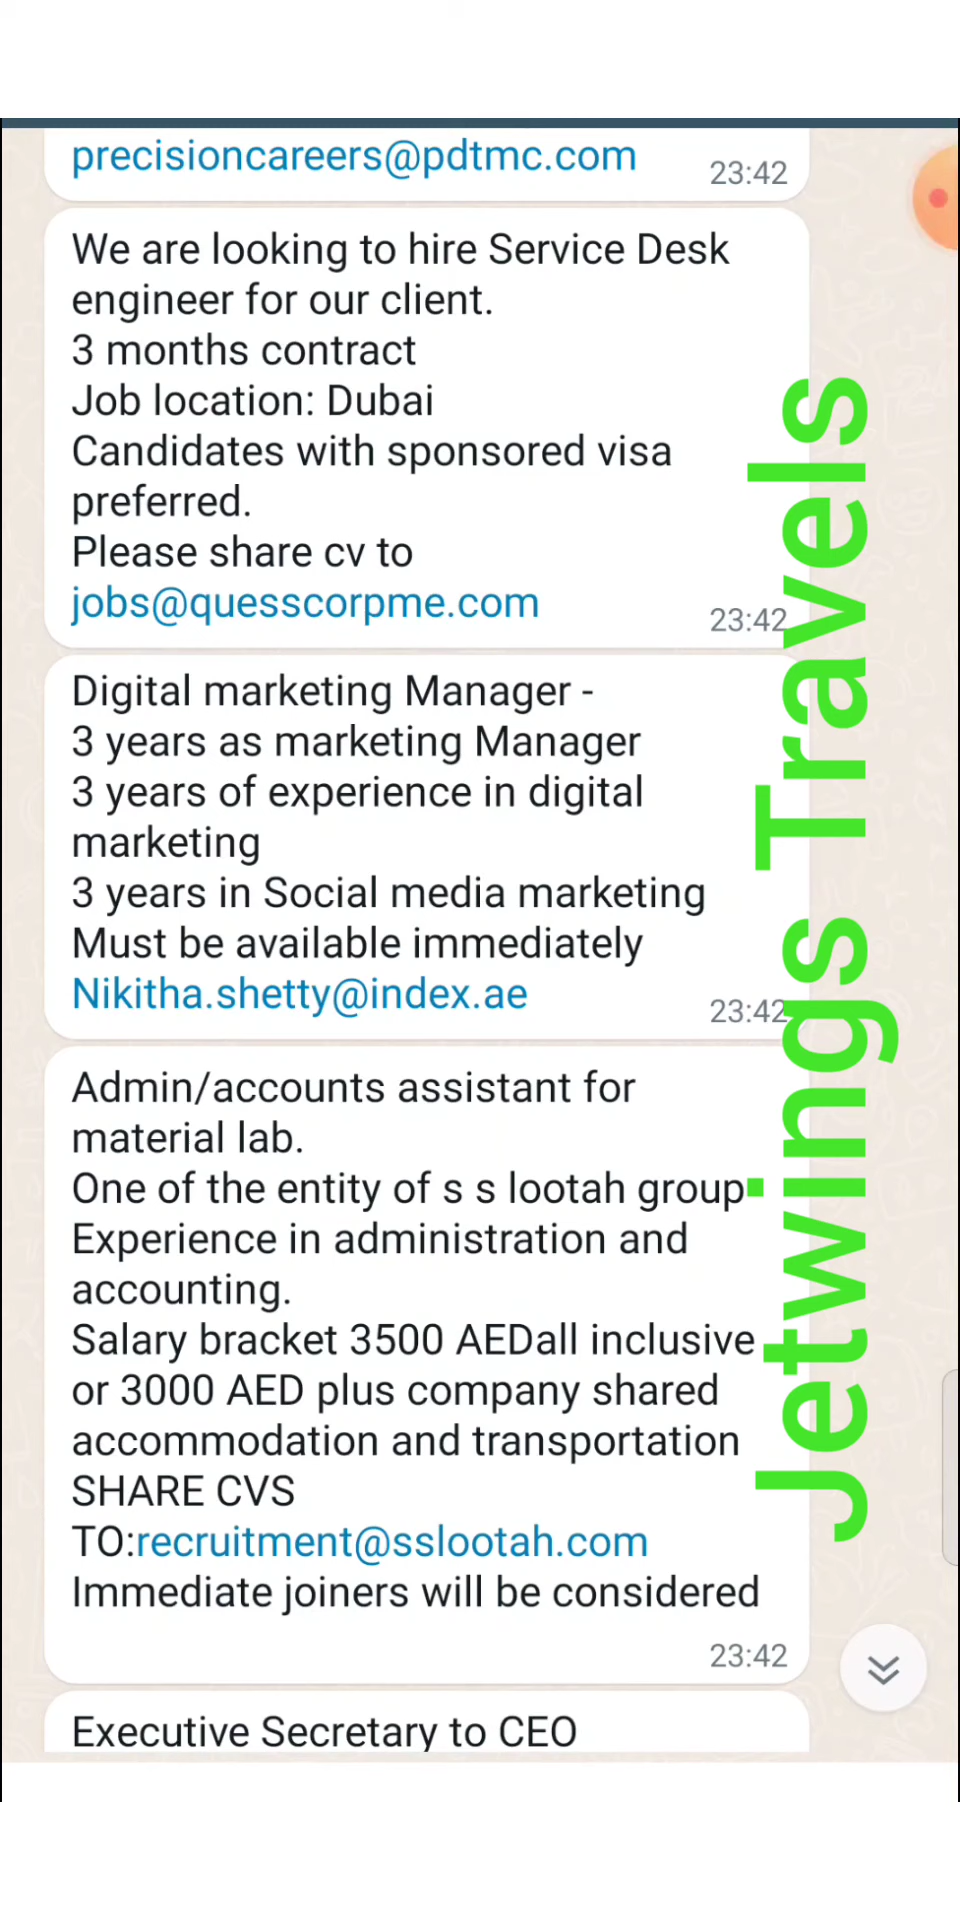 precisioncareers@pdtmc.com
23:42
We are looking to hire Service Desk
engineer for our client.
3 months contract
Job location: Dubai
Candidates with sponsored visa
preferred.
Please share cv to
jobs@quesscorpme.com
23:42
Digital marketing Manager -
3 years as marketing Manager
3 years of experience in digital
marketing
3 years in Social media marketing
Must be available immediately
Nikitha.shetty@index.ae
23:42
Admin/accounts assistant for
material lab.
One of the entity of s s lootah group
Experience in administration and
accounting.
Salary bracket 3500 AEDall inclusive
or 3000 AED plus company shared
accommodation and transportation
SHARE CVS
TO:recruitment@sslootah.com
Immediate joiners will be considered
23:42
Executive Secretary to CEO
Jetwings Travels